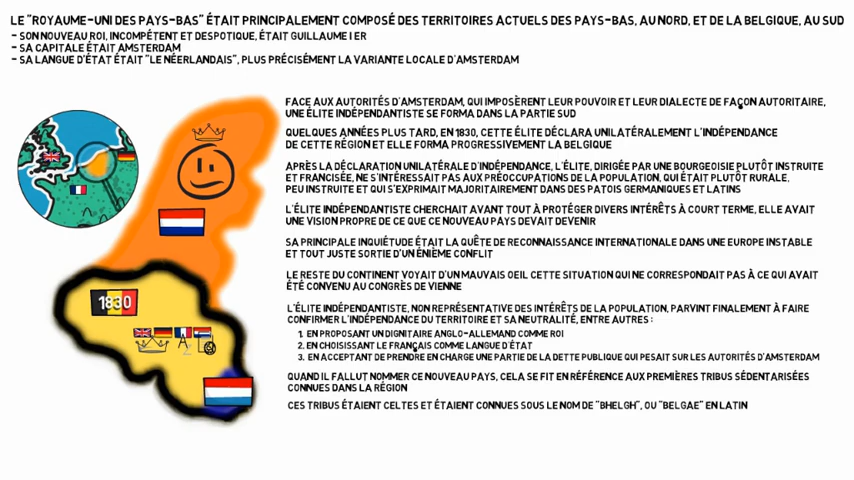 LE "ROYAUME-UNI DES PAYS-BAS" ÉTAIT PRINCIPALEMENT COMPOSÉ DES TERRITOIRES ACTUELS DES PAYS-BAS, AU NORD, ET DE LA BELGIQUE, AU SUD
- SON NOUVEAU ROI, INCOMPÉTENT ET DESPOTIQUE, ÉTAIT GUILLAUME I ER
- SA CAPITALE ÉTAIT AMSTERDAM
- SA LANGUE D'ÉTAT ÉTAIT "LE NÉERLANDAIS", PLUS PRÉCISÉMENT LA VARIANTE LOCALE D'AMSTERDAM
FACE AUX AUTORITÉS D'AMSTERDAM, QUI IMPOSÈRENT LEUR POUVOIR ET LEUR DIALECTE DE FAÇON AUTORITAIRE,
UNE ÉLITE INDÉPENDANTISTE SE FORMA DANS LA PARTIE SUD
QUELQUES ANNÉES PLUS TARD, EN 1830, CETTE ÉLITE DÉCLARA UNILATÉRALEMENT L'INDÉPENDANCE
DE CETTE RÉGION ET ELLE FORMA PROGRESSIVEMENT LA BELGIQUE
APRÈS LA DÉCLARATION UNILATÉRALE D'INDÉPENDANCE, L'ÉLITE, DIRIGÉE PAR UNE BOURGEOISIE PLUTÔT INSTRUITE
ET FRANCISÉE, NE S'INTÉRESSAIT PAS AUX PRÉOCCUPATIONS DE LA POPULATION, QUI ÉTAIT PLUTÔT RURALE,
PEU INSTRUITE ET QUI S'EXPRIMAIT MAJORITAIREMENT DANS DES PATOIS GERMANIQUES ET LATINS
L'ÉLITE INDÉPENDANTISTE CHERCHAIT AVANT TOUT À PROTÉGER DIVERS INTÉRÊTS À COURT TERME, ELLE AVAIT
UNE VISION PROPRE DE CE QUE CE NOUVEAU PAYS DEVAIT DEVENIR
SA PRINCIPALE INQUIÉTUDE ÉTAIT LA QUÊTE DE RECONNAISSANCE INTERNATIONALE DANS UNE EUROPE INSTABLE
ET TOUT JUSTE SORTIE D'UN ÉNIÈME CONFLIT
LE RESTE DU CONTINENT VOYAIT D'UN MAUVAIS OEIL CETTE SITUATION QUI NE CORRESPONDAIT PAS À CE QUI AVAIT
ÉTÉ CONVENU AU CONGRÈS DE VIENNE
1830
L'ÉLITE INDÉPENDANTISTE, NON REPRÉSENTATIVE DES INTÉRÊTS DE LA POPULATION, PARVINT FINALEMENT À FAIRE
CONFIRMER L'INDÉPENDANCE DU TERRITOIRE ET SA NEUTRALITÉ, ENTRE AUTRES :
1. EN PROPOSANT UN DIGNITAIRE ANGLO-ALLEMAND COMME ROI
2. EN CHOISISSANT LE FRANÇAIS COMME LANGUE D'ÉTAT
3. EN ACCEPTANT DE PRENDRE EN CHARGE UNE PARTIE DE LA DETTE PUBLIQUE QUI PESAIT SUR LES AUTORITÉS D'AMSTERDAM
A
Z
QUAND IL FALLUT NOMMER CE NOUVEAU PAYS, CELA SE FIT EN RÉFÉRENCE AUX PREMIÈRES TRIBUS SÉDENTARISÉES
CONNUES DANS LA RÉGION
CES TRIBUS ÉTAIENT CELTES ET ÉTAIENT CONNUES SOUS LE NOM DE "BHELGH", OU "BELGAE" EN LATIN